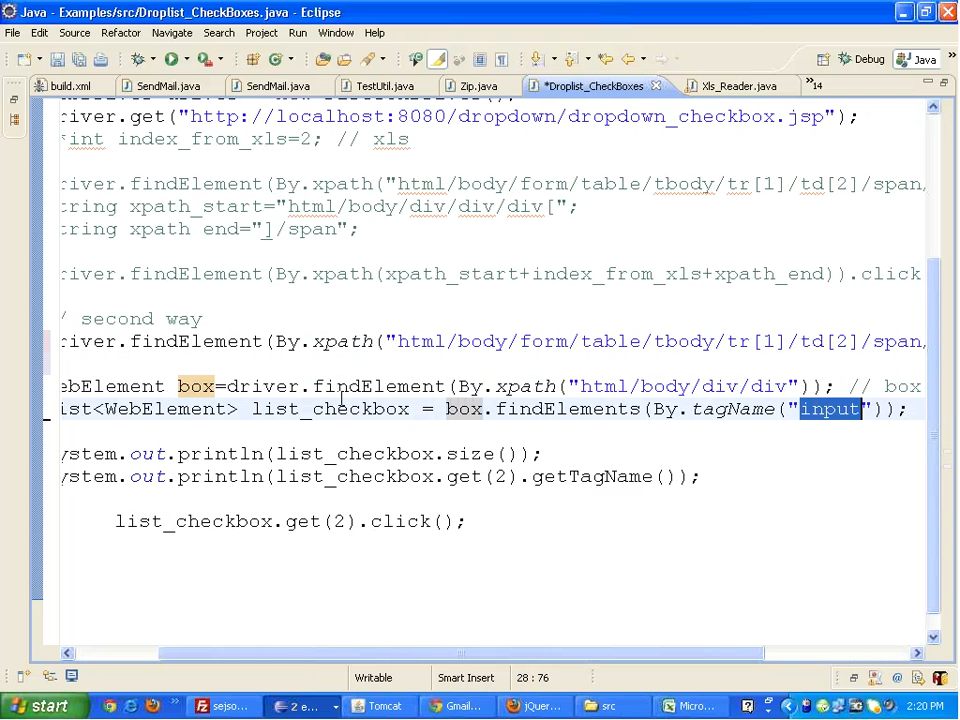 Java - Examples/src/Droplist_CheckBoxes.java - Eclipse
File Edit Source Refactor Navigate Search Project Run Window Help
Debug Java
build.xml SendMail.java SendMail.java TestUtil.java Zip.java *Droplist_CheckBoxes Xls_Reader.java »14
river.get("http://localhost:8080/dropdown/dropdown_checkbox.jsp");
*int index_from_xls=2; // xls
river.findElement(By.xpath("html/body/form/table/tbody/tr[1]/td[2]/span/
tring xpath_start="html/body/div/div/div[";
tring xpath_end="]/span";
river.findElement(By.xpath(xpath_start+index_from_xls+xpath_end)).click
/ second way
river.findElement(By.xpath("html/body/form/table/tbody/tr[1]/td[2]/span/
ebElement box=driver.findElement(By.xpath("html/body/div/div")); // box
ist<WebElement> list_checkbox = box.findElements(By.tagName("input"));
ystem.out.println(list_checkbox.size());
ystem.out.println(list_checkbox.get(2).getTagName());
list_checkbox.get(2).click();
Writable Smart Insert 28 : 76
start sejso... 2 e... Tomcat Gmail... jQuer... src Micro... 2:20 PM